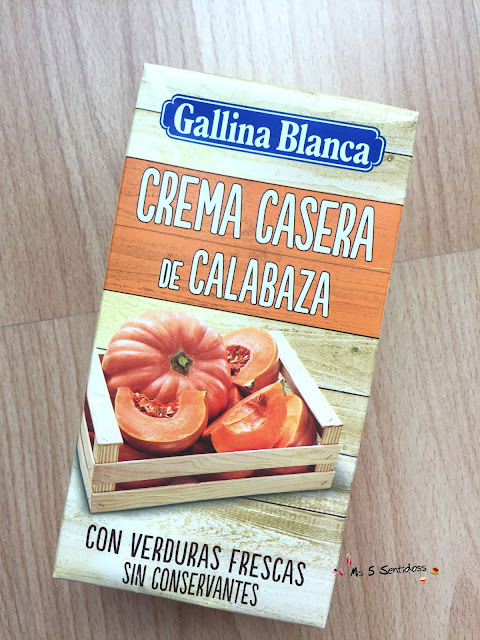 Gallina Blanca
CREMA CASERA
DE CALABAZA
CON VERDURAS FRESCAS
SIN CONSERVANTES
Mis 5 Sentidoss